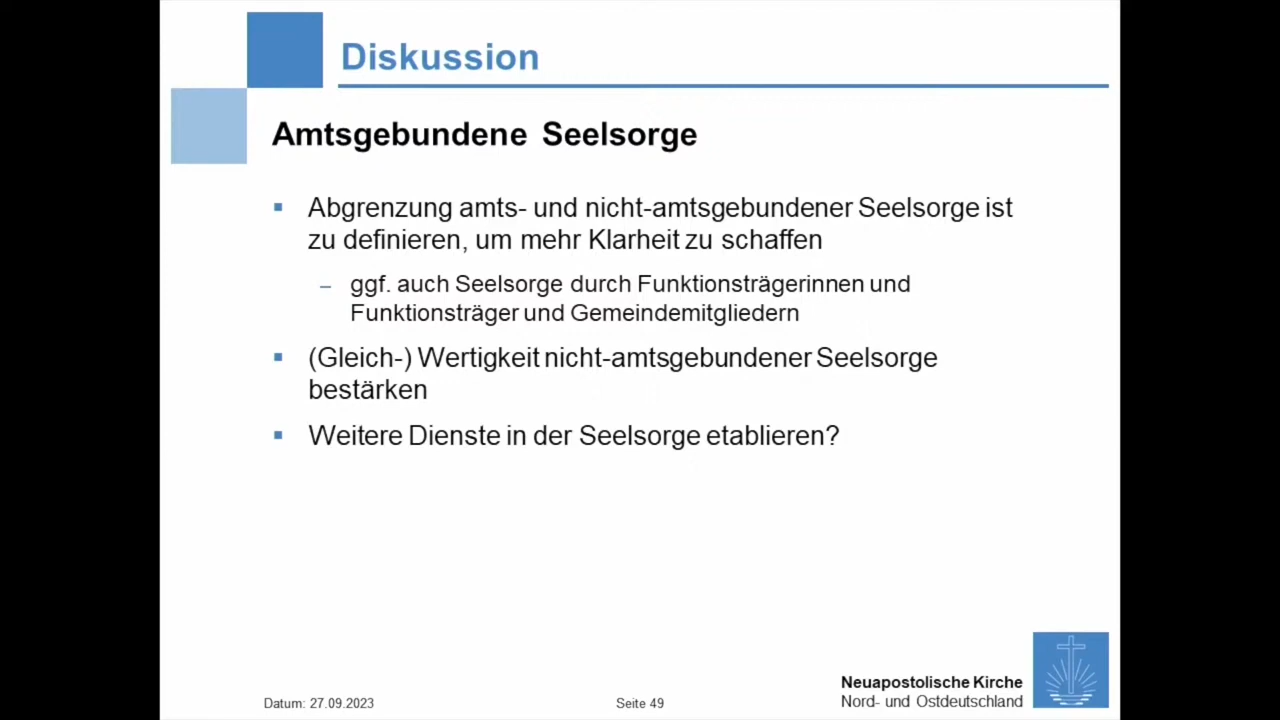 Diskussion
Amtsgebundene Seelsorge
▪ Abgrenzung amts- und nicht-amtsgebundener Seelsorge ist
zu definieren, um mehr Klarheit zu schaffen
– ggf. auch Seelsorge durch Funktionsträgerinnen und
Funktionsträger und Gemeindemitgliedern
▪ (Gleich-) Wertigkeit nicht-amtsgebundener Seelsorge
bestärken
▪ Weitere Dienste in der Seelsorge etablieren?
Datum: 27.09.2023
Seite 49
Neuapostolische Kirche
Nord- und Ostdeutschland